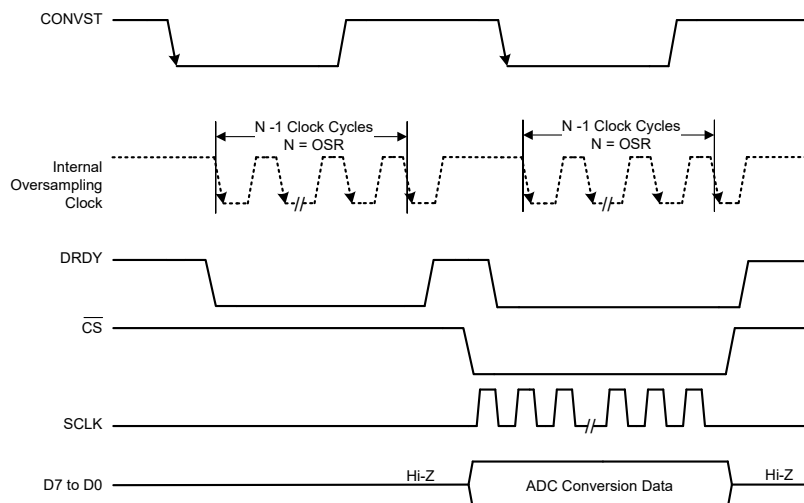 CONVST
N -1 Clock Cycles
N = OSR
N -1 Clock Cycles
N = OSR
Internal
Oversampling
Clock
//
//
DRDY
CS
SCLK
//
D7 to D0
Hi-Z
ADC Conversion Data
Hi-Z